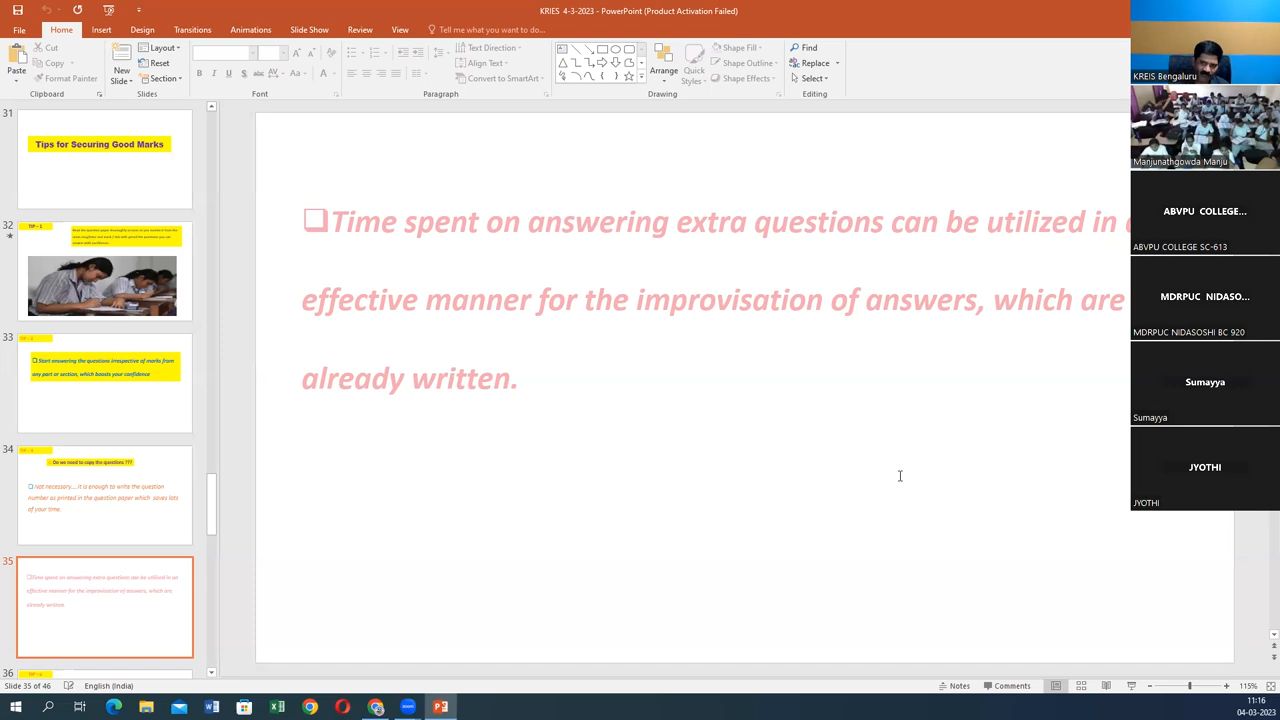 KRIES 4-3-2023 - PowerPoint (Product Activation Failed)
File Home Insert Design Transitions Animations Slide Show Review View Tell me what you want to do...
Paste
Cut
Copy
Format Painter
Clipboard
New Slide
Layout
Reset
Section
Slides
Font
Paragraph
Text Direction
Align Text
Convert to SmartArt
Arrange
Quick Styles
Shape Fill
Shape Outline
Shape Effects
Drawing
Find
Replace
Select
Editing
31
Tips for Securing Good Marks
32
TIP – 1
33
Start answering the questions irrespective of marks from
any part or section, which boosts your confidence
34
Do we need to copy the questions ???
Not necessary....it is enough to write the question
number as printed in the question paper which saves lots
of your time.
35
Time spent on answering extra questions can be utilized in an
effective manner for the improvisation of answers, which are
already written.
36
Time spent on answering extra questions can be utilized in
effective manner for the improvisation of answers, which are
already written.
KREIS Bengaluru
Manjunathgowda Manju
ABVPU COLLEGE...
ABVPU COLLEGE SC-613
MDRPUC NIDASO...
MDRPUC NIDASOSHI BC 920
Sumayya
Sumayya
JYOTHI
JYOTHI
Slide 35 of 46 English (India) Notes Comments 115%
11:16
04-03-2023